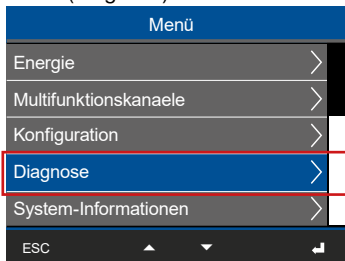 Menü
Energie
Multifunktionskanaele
Konfiguration
Diagnose
System-Informationen
ESC